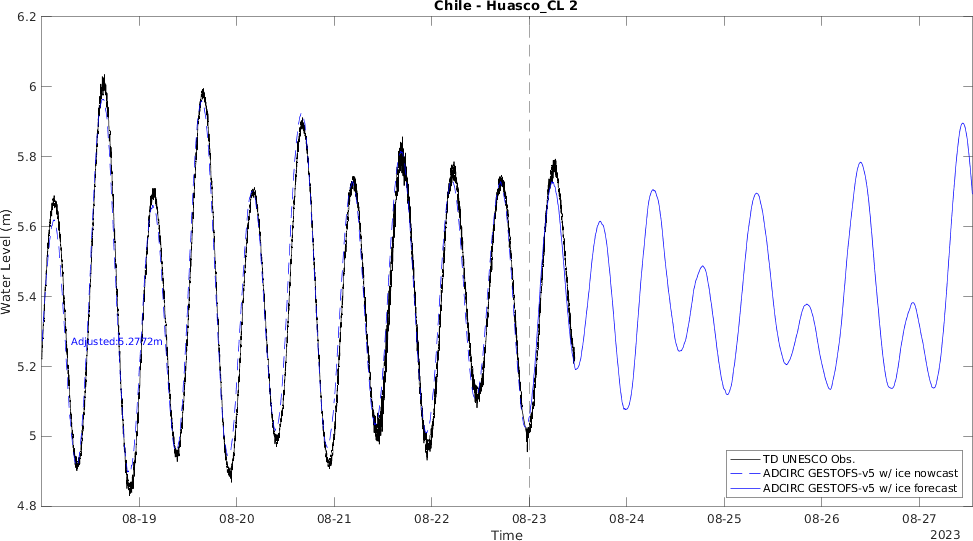 Chile - Huasco_CL 2
6.2
6
5.8
5.6
5.4
5.2
5
4.8
Water Level (m)
Adjusted:5.2772m
TD UNESCO Obs.
ADCIRC GESTOFS-v5 w/ ice nowcast
ADCIRC GESTOFS-v5 w/ ice forecast
08-19 08-20 08-21 08-22 08-23 08-24 08-25 08-26 08-27
Time
2023